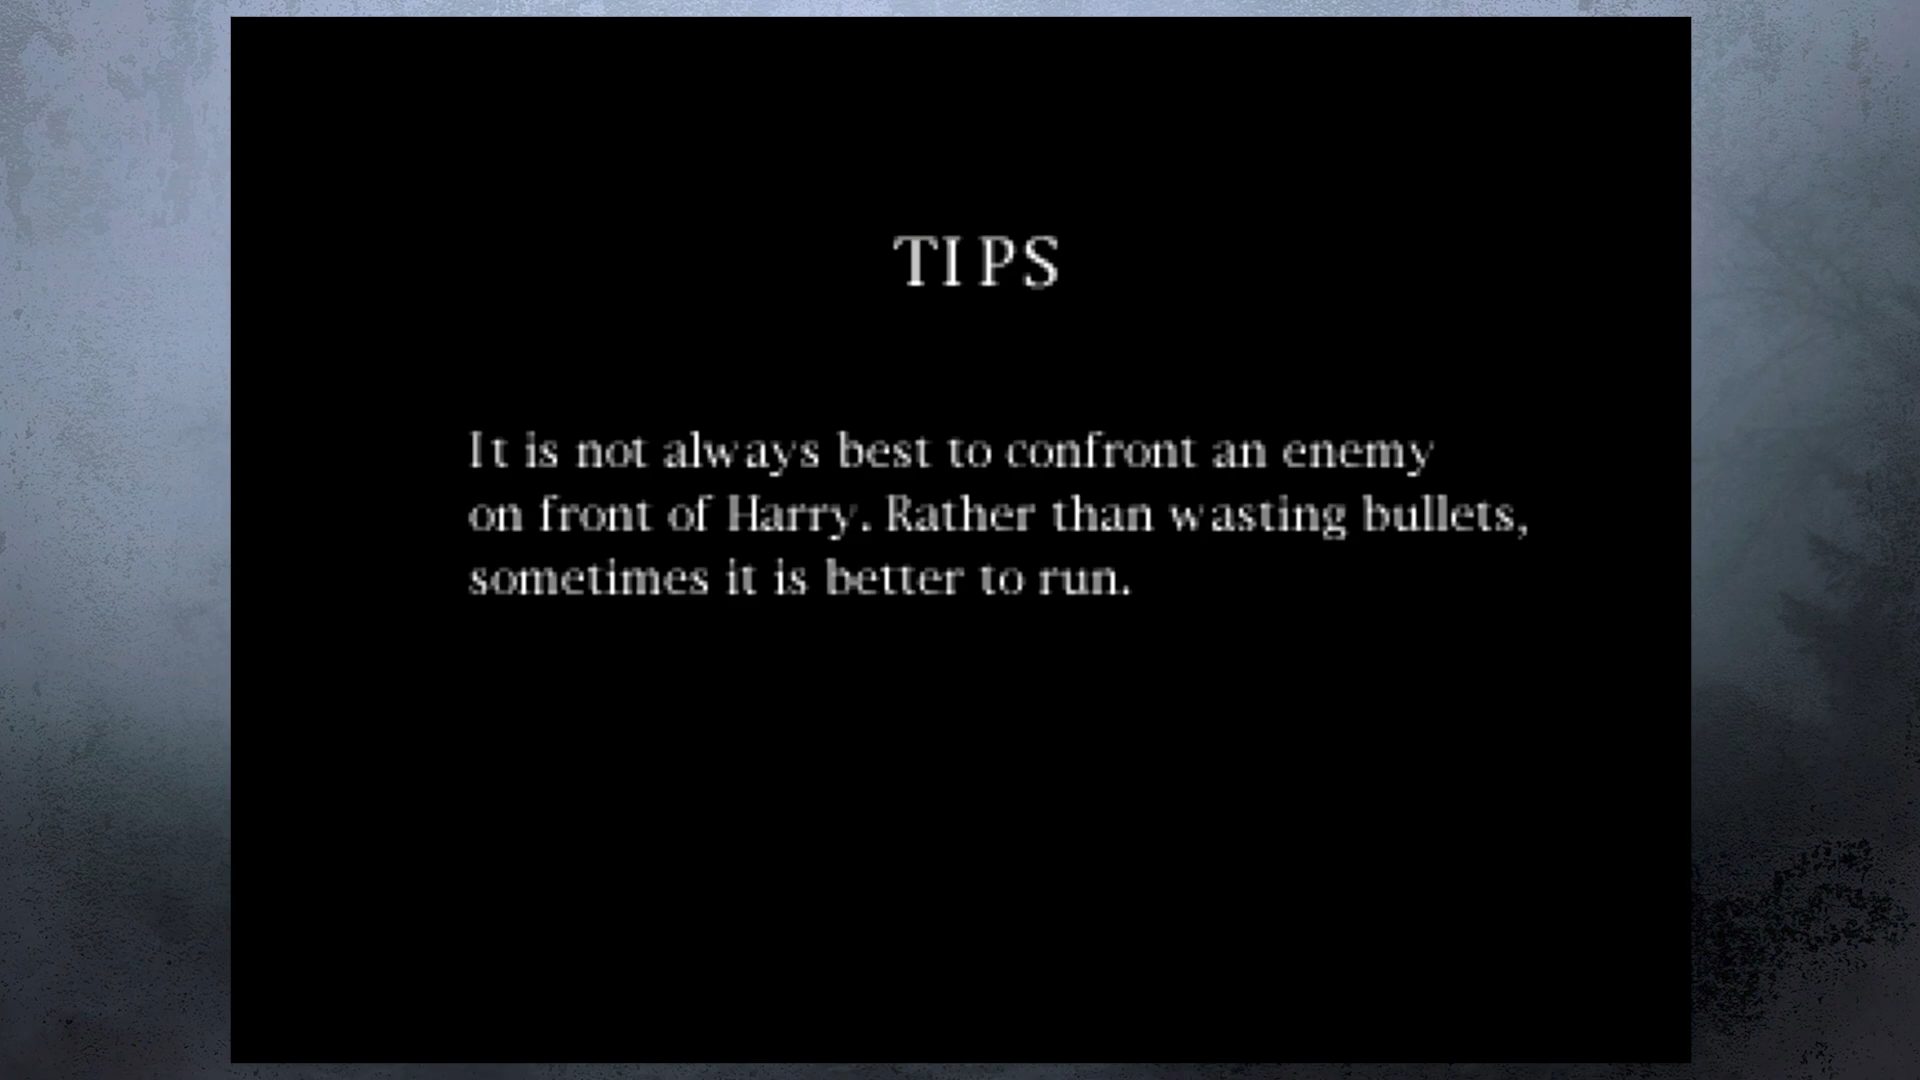 TIPS
It is not always best to confront an enemy
on front of Harry. Rather than wasting bullets,
sometimes it is better to run.